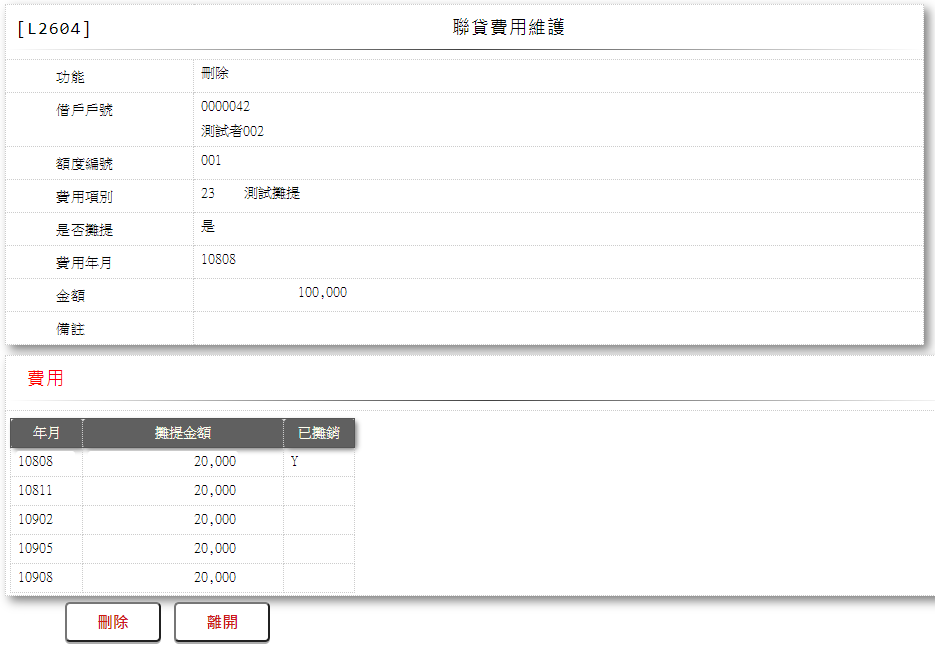 [L2604] 聯貸費用維護
功能 刪除
借戶戶號 0000042
測試者002
額度編號 001
費用項別 23 測試攤提
是否攤提 是
費用年月 10808
金額 100,000
備註
費用
年月 攤提金額 已攤銷
10808 20,000 Y
10811 20,000
10902 20,000
10905 20,000
10908 20,000
刪除 離開